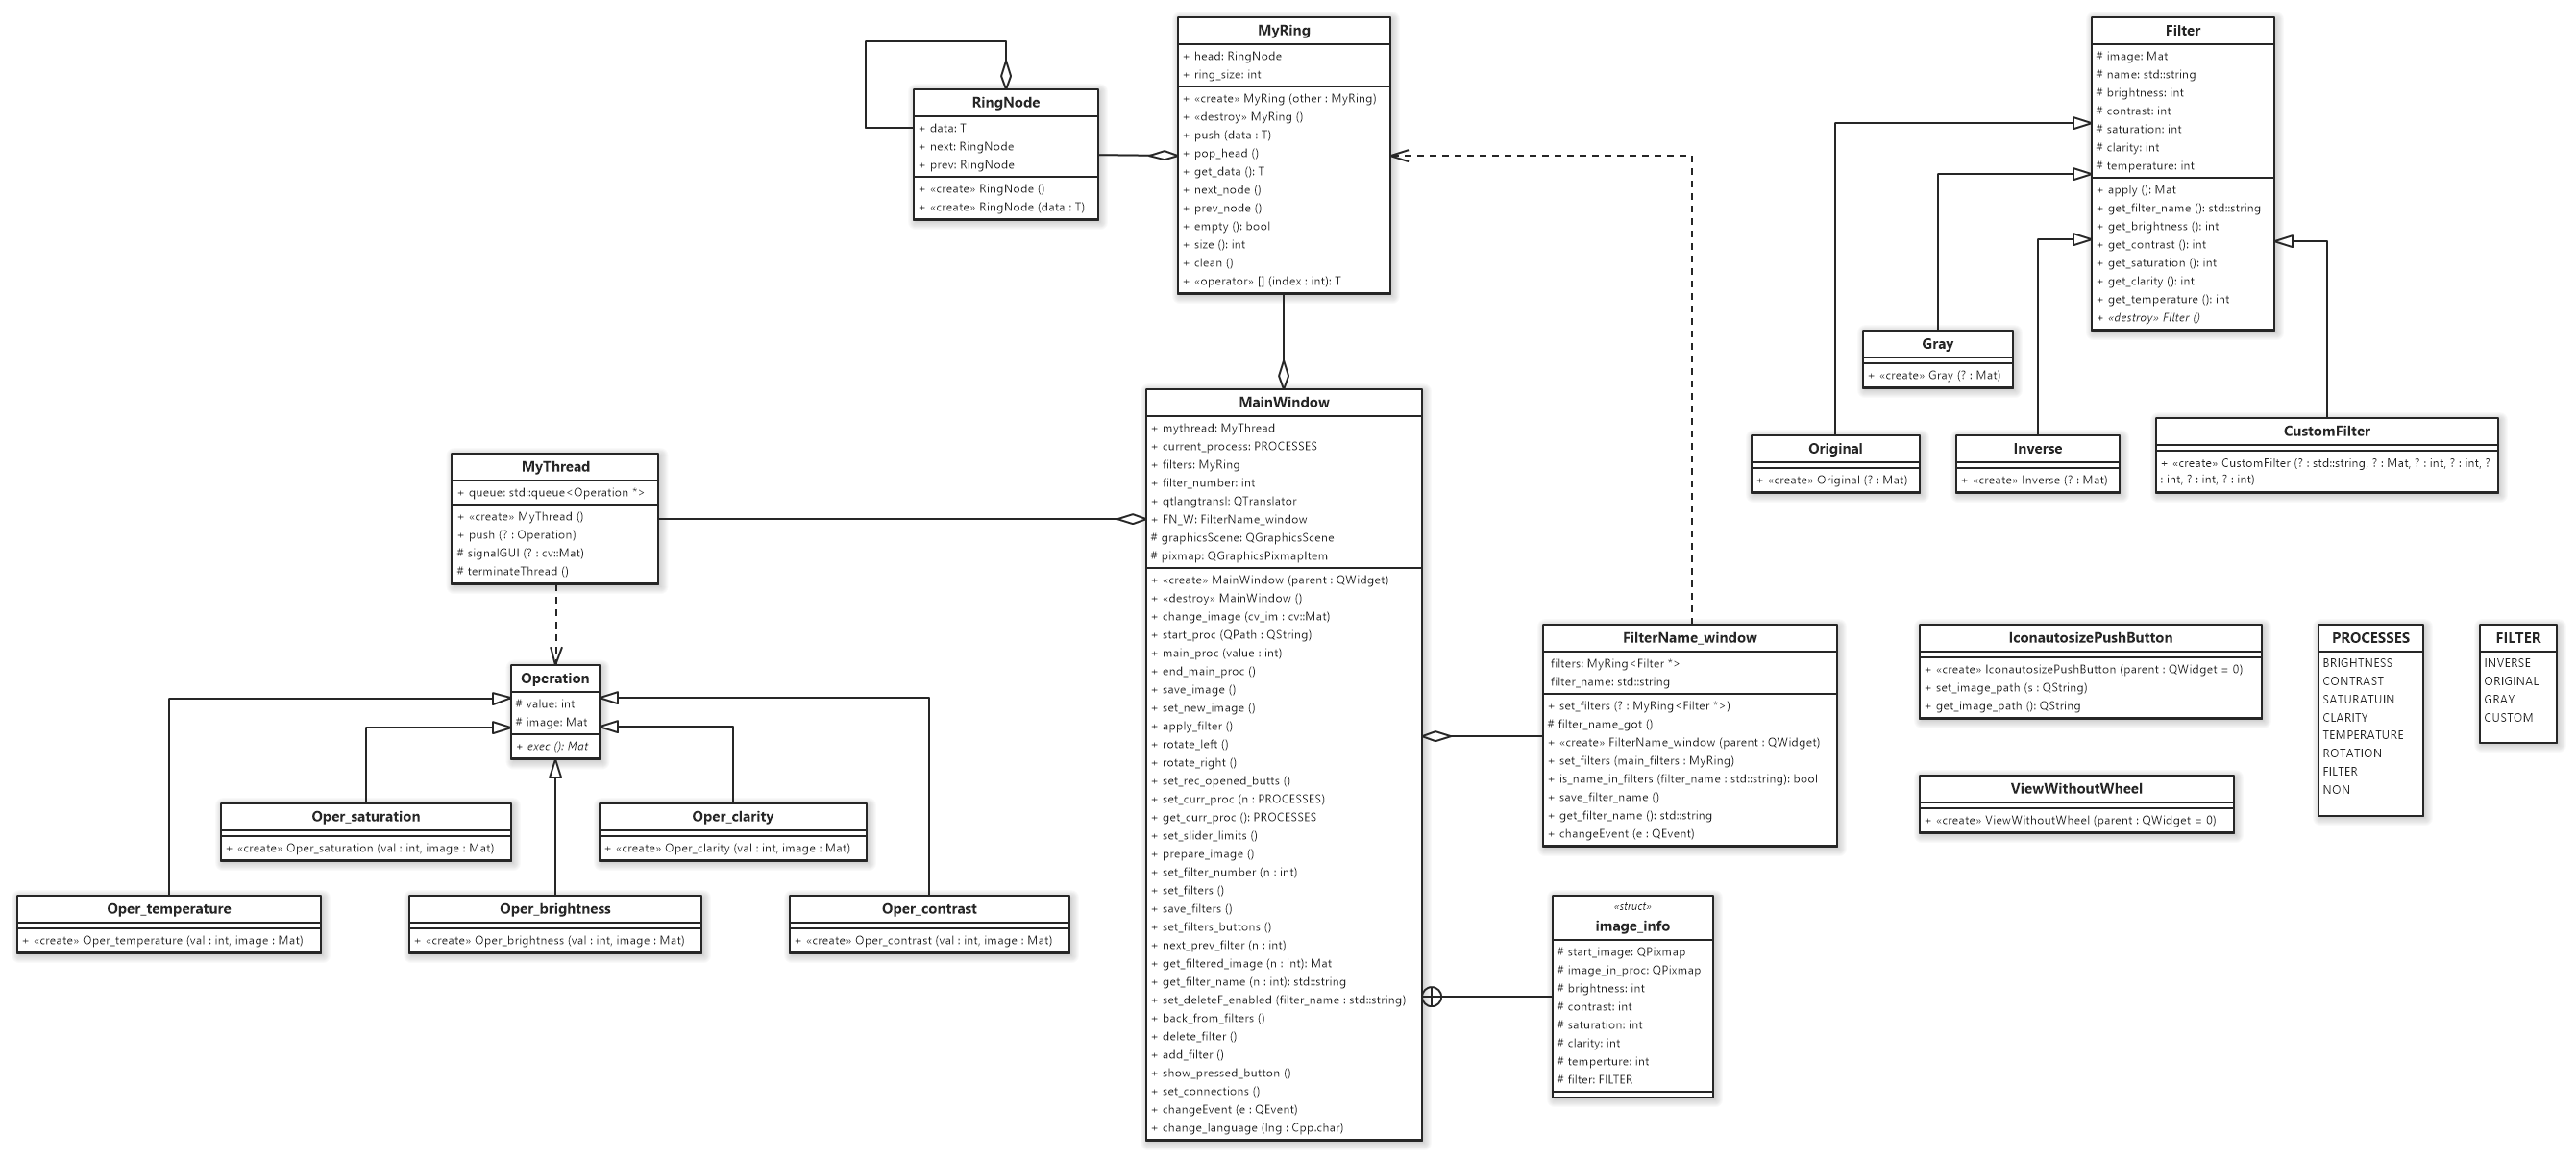 MyRing
+ head: RingNode
+ ring_size: int
+ «create» MyRing (other : MyRing)
+ «destroy» MyRing ()
+ push (data : T)
+ pop_head ()
+ get_data (): T
+ next_node ()
+ prev_node ()
+ empty (): bool
+ size (): int
+ clean ()
+ «operator» [] (index : int): T
RingNode
+ data: T
+ next: RingNode
+ prev: RingNode
+ «create» RingNode ()
+ «create» RingNode (data : T)
Filter
# image: Mat
# name: std::string
# brightness: int
# contrast: int
# saturation: int
# clarity: int
# temperature: int
+ apply (): Mat
+ get_filter_name (): std::string
+ get_brightness (): int
+ get_contrast (): int
+ get_saturation (): int
+ get_clarity (): int
+ get_temperature (): int
+ «destroy» Filter ()
Gray
+ «create» Gray (? : Mat)
Original
+ «create» Original (? : Mat)
Inverse
+ «create» Inverse (? : Mat)
CustomFilter
+ «create» CustomFilter (? : std::string, ? : Mat, ? : int, ? : int, ?
: int, ? : int, ? : int)
MainWindow
+ mythread: MyThread
+ current_process: PROCESSES
+ filters: MyRing
+ filter_number: int
+ qtlangtransl: QTranslator
+ FN_W: FilterName_window
# graphicsScene: QGraphicsScene
# pixmap: QGraphicsPixmapItem
+ «create» MainWindow (parent : QWidget)
+ «destroy» MainWindow ()
+ change_image (cv_im : cv::Mat)
+ start_proc (QPath : QString)
+ main_proc (value : int)
+ end_main_proc ()
+ save_image ()
+ set_new_image ()
+ apply_filter ()
+ rotate_left ()
+ rotate_right ()
+ set_rec_opened_butts ()
+ set_curr_proc (n : PROCESSES)
+ get_curr_proc (): PROCESSES
+ set_slider_limits ()
+ prepare_image ()
+ set_filter_number (n : int)
+ set_filters ()
+ save_filters ()
+ set_filters_buttons ()
+ next_prev_filter (n : int)
+ get_filtered_image (n : int): Mat
+ get_filter_name (n : int): std::string
+ set_deleteF_enabled (filter_name : std::string)
+ back_from_filters ()
+ delete_filter ()
+ add_filter ()
+ show_pressed_button ()
+ set_connections ()
+ changeEvent (e : QEvent)
+ change_language (lng : Cpp.char)
MyThread
+ queue: std::queue<Operation *>
+ «create» MyThread ()
+ push (? : Operation)
# signalGUI (? : cv::Mat)
# terminateThread ()
Operation
# value: int
# image: Mat
+ exec (): Mat
Oper_saturation
+ «create» Oper_saturation (val : int, image : Mat)
Oper_clarity
+ «create» Oper_clarity (val : int, image : Mat)
Oper_temperature
+ «create» Oper_temperature (val : int, image : Mat)
Oper_brightness
+ «create» Oper_brightness (val : int, image : Mat)
Oper_contrast
+ «create» Oper_contrast (val : int, image : Mat)
FilterName_window
filters: MyRing<Filter *>
filter_name: std::string
+ set_filters (? : MyRing<Filter *>)
# filter_name_got ()
+ «create» FilterName_window (parent : QWidget)
+ set_filters (main_filters : MyRing)
+ is_name_in_filters (filter_name : std::string): bool
+ save_filter_name ()
+ get_filter_name (): std::string
+ changeEvent (e : QEvent)
«struct»
image_info
# start_image: QPixmap
# image_in_proc: QPixmap
# brightness: int
# contrast: int
# saturation: int
# clarity: int
# temperture: int
# filter: FILTER
IconautosizePushButton
+ «create» IconautosizePushButton (parent : QWidget = 0)
+ set_image_path (s : QString)
+ get_image_path (): QString
ViewWithoutWheel
+ «create» ViewWithoutWheel (parent : QWidget = 0)
PROCESSES
BRIGHTNESS
CONTRAST
SATURATUIN
CLARITY
TEMPERATURE
ROTATION
FILTER
NON
FILTER
INVERSE
ORIGINAL
GRAY
CUSTOM